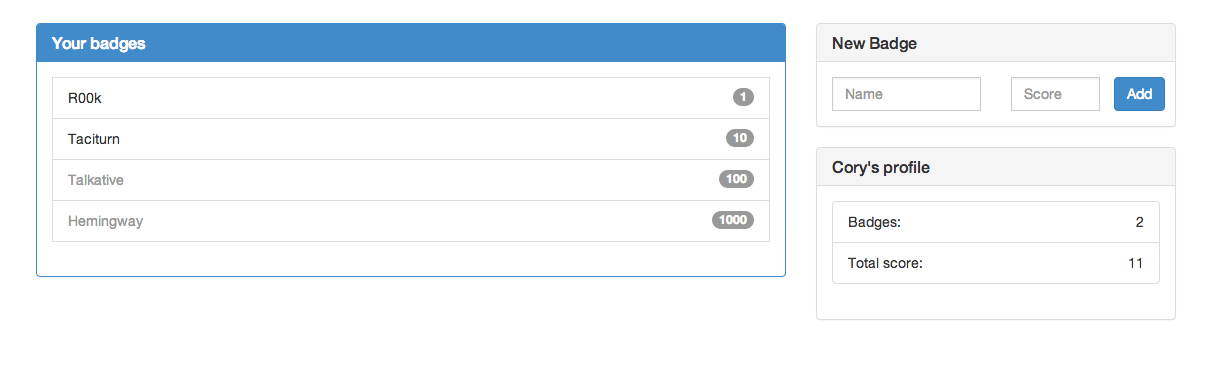 Your badges
R00k 1
Taciturn 10
Talkative 100
Hemingway 1000
New Badge
Name Score Add
Cory's profile
Badges: 2
Total score: 11